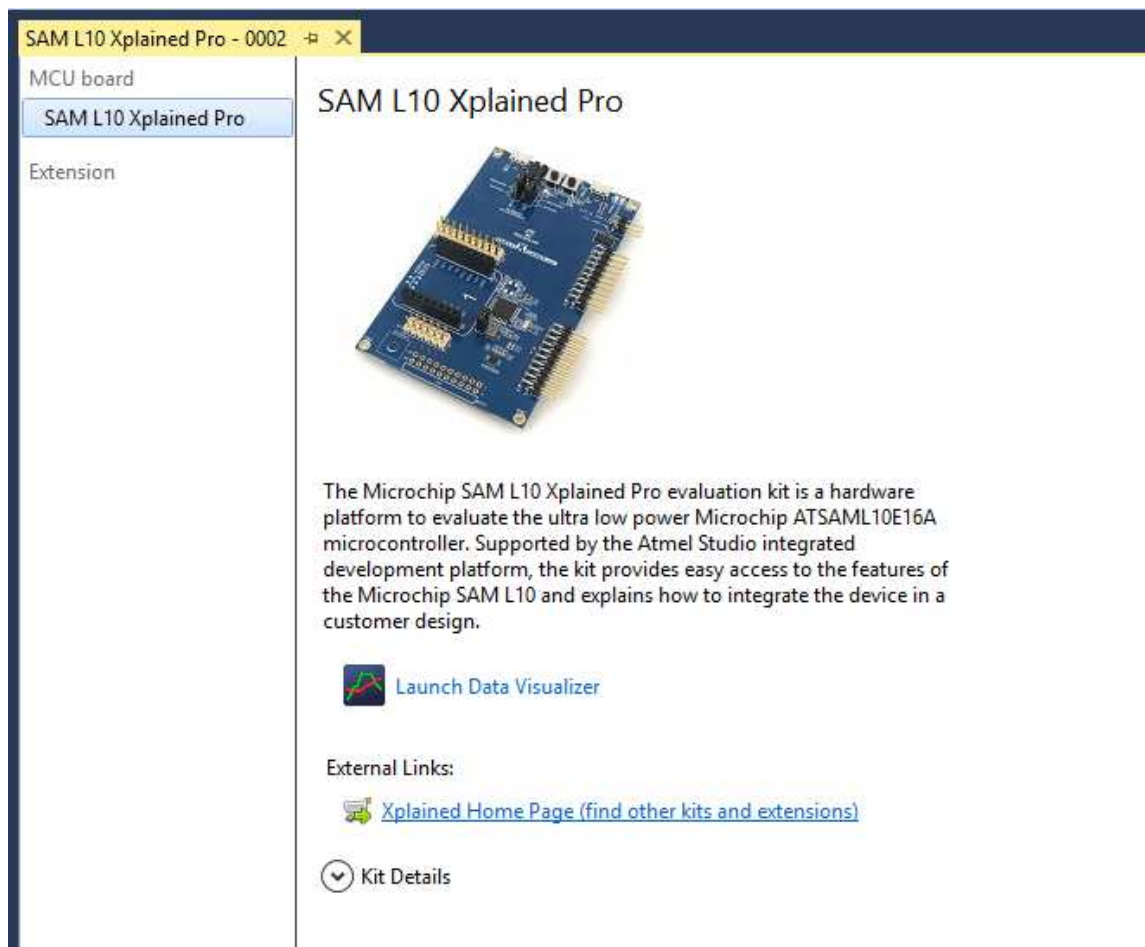 SAM L10 Xplained Pro - 0002
MCU board
SAM L10 Xplained Pro
Extension
SAM L10 Xplained Pro
The Microchip SAM L10 Xplained Pro evaluation kit is a hardware
platform to evaluate the ultra low power Microchip ATSAML10E16A
microcontroller. Supported by the Atmel Studio integrated
development platform, the kit provides easy access to the features of
the Microchip SAM L10 and explains how to integrate the device in a
customer design.
Launch Data Visualizer
External Links:
Xplained Home Page (find other kits and extensions)
Kit Details